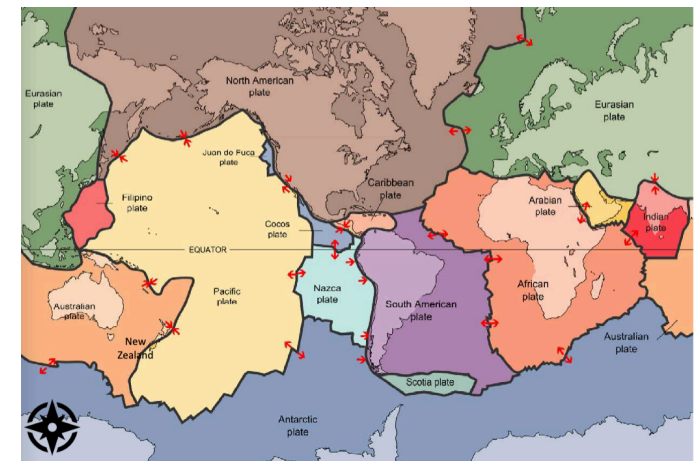 North American
plate
Eurasian
plate
Eurasian
plate
Juan de Fuca
plate
Caribbean
plate
Filipino
plate
Arabian
plate
Indian
plate
Cocos
plate
EQUATOR
Pacific
plate
Nazca
plate
African
plate
Australian
plate
South American
plate
New
Zealand
Australian
plate
Scotia plate
Antarctic
plate